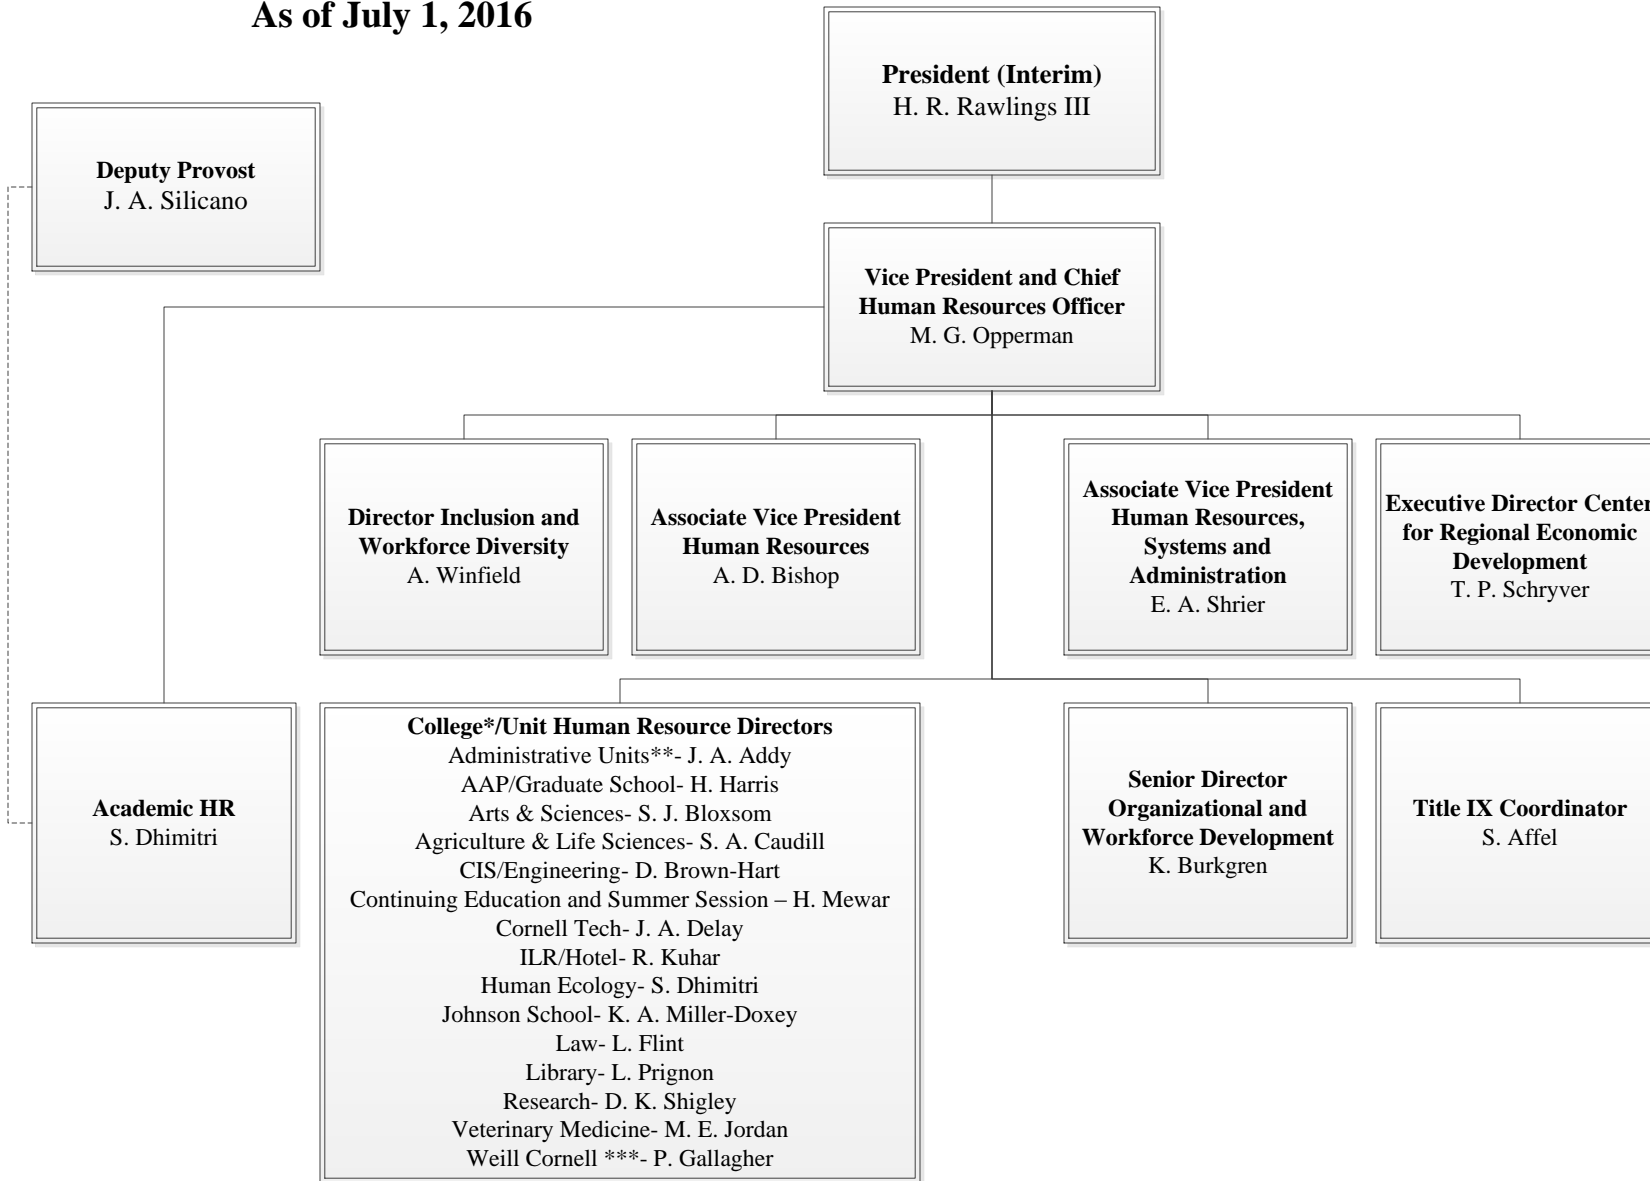 As of July 1, 2016
President (Interim)
H. R. Rawlings III
Deputy Provost
J. A. Silicano
Vice President and Chief
Human Resources Officer
M. G. Opperman
Director Inclusion and
Workforce Diversity
A. Winfield
Associate Vice President
Human Resources
A. D. Bishop
Associate Vice President
Human Resources,
Systems and
Administration
E. A. Shrier
Executive Director Center
for Regional Economic
Development
T. P. Schryver
Academic HR
S. Dhimitri
College*/Unit Human Resource Directors
Administrative Units**- J. A. Addy
AAP/Graduate School- H. Harris
Arts & Sciences- S. J. Bloxsom
Agriculture & Life Sciences- S. A. Caudill
CIS/Engineering- D. Brown-Hart
Continuing Education and Summer Session – H. Mewar
Cornell Tech- J. A. Delay
ILR/Hotel- R. Kuhar
Human Ecology- S. Dhimitri
Johnson School- K. A. Miller-Doxey
Law- L. Flint
Library- L. Prignon
Research- D. K. Shigley
Veterinary Medicine- M. E. Jordan
Weill Cornell ***- P. Gallagher
Senior Director
Organizational and
Workforce Development
K. Burkgren
Title IX Coordinator
S. Affel